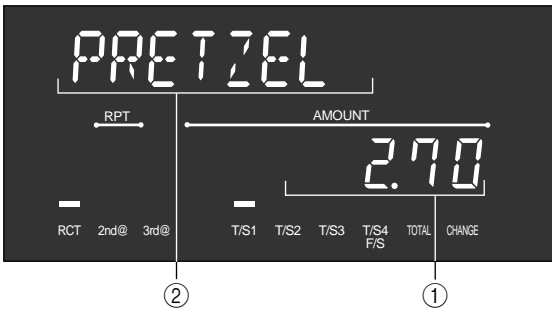 PRETZEL
RPT AMOUNT
2.70
RCT 2nd@ 3rd@ T/S1 T/S2 T/S3 T/S4 TOTAL CHANGE
F/S
② ①